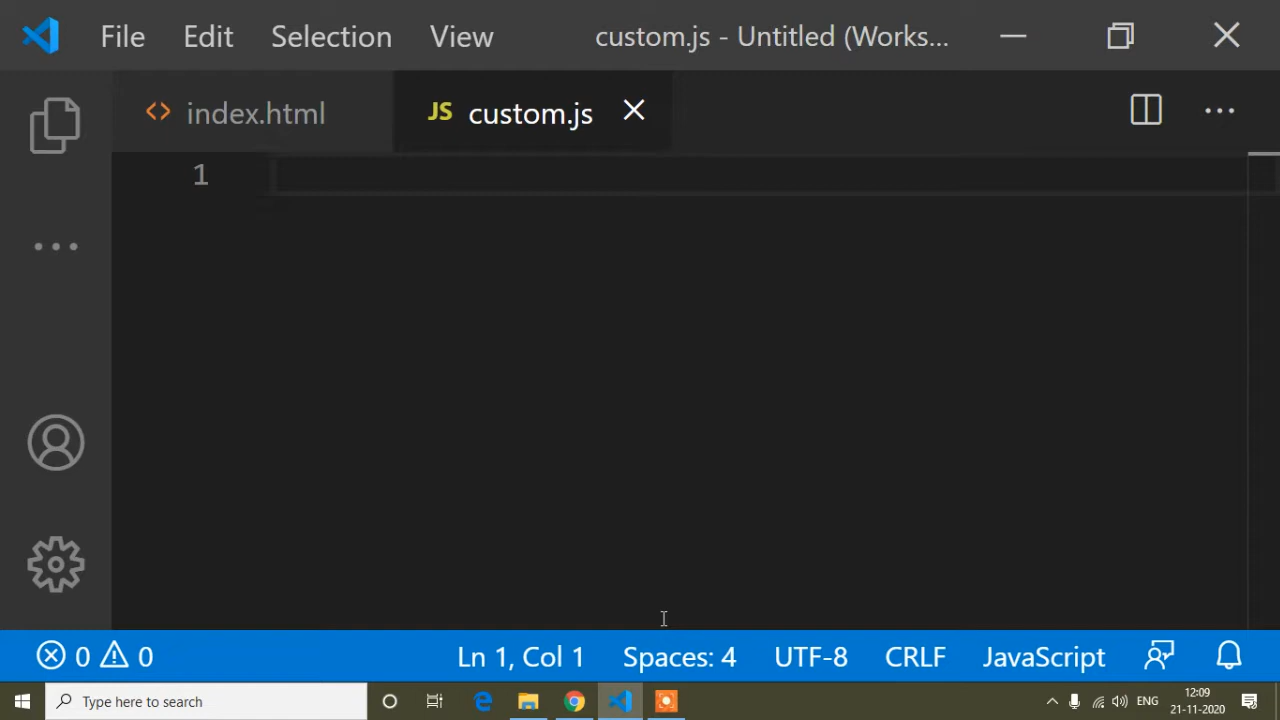 File Edit Selection View custom.js - Untitled (Works...
index.html JS custom.js
1
0 0 Ln 1, Col 1 Spaces: 4 UTF-8 CRLF JavaScript
Type here to search ENG 12:09
21-11-2020